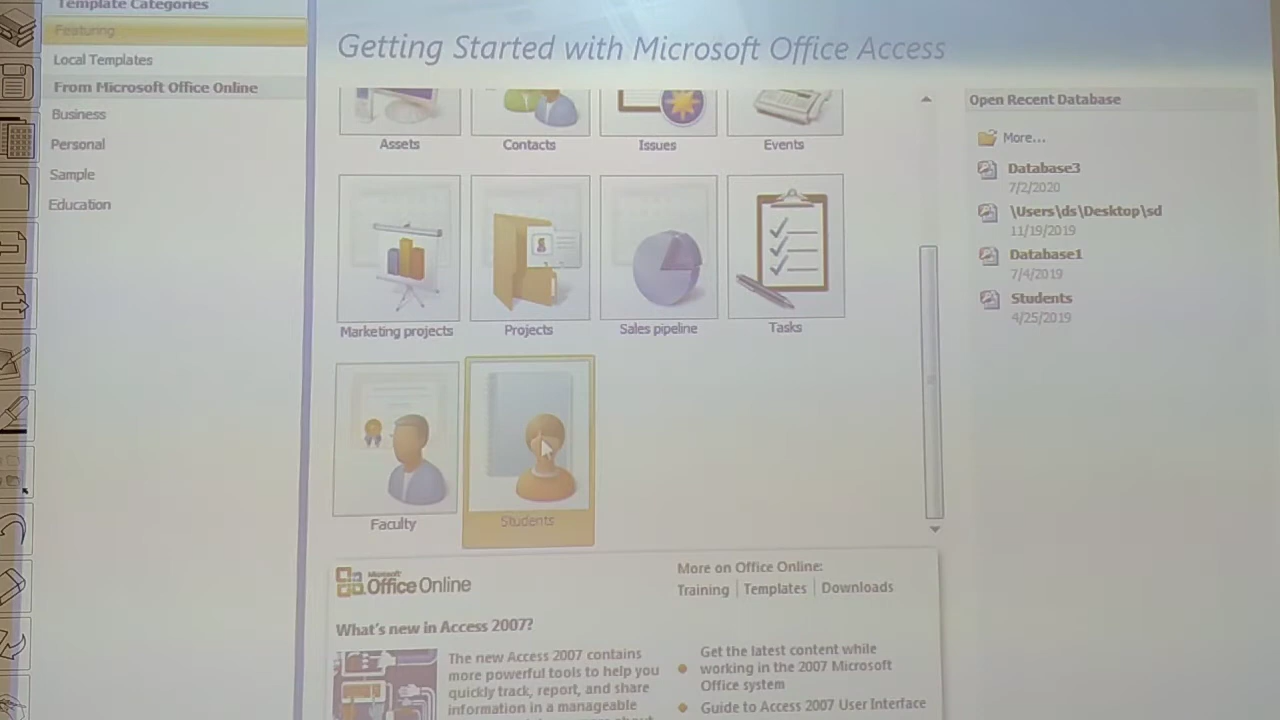 Template Categories
Featuring
Local Templates
From Microsoft Office Online
Business
Personal
Sample
Education
Getting Started with Microsoft Office Access
Assets
Contacts
Issues
Events
Marketing projects
Projects
Sales pipeline
Tasks
Faculty
Students
Microsoft
Office Online
More on Office Online:
Training | Templates | Downloads
What's new in Access 2007?
The new Access 2007 contains
more powerful tools to help you
quickly track, report, and share
information in a manageable
Get the latest content while
working in the 2007 Microsoft
Office system
Guide to Access 2007 User Interface
Open Recent Database
More...
Database3
7/2/2020
\Users\ds\Desktop\sd
11/19/2019
Database1
7/4/2019
Students
4/25/2019